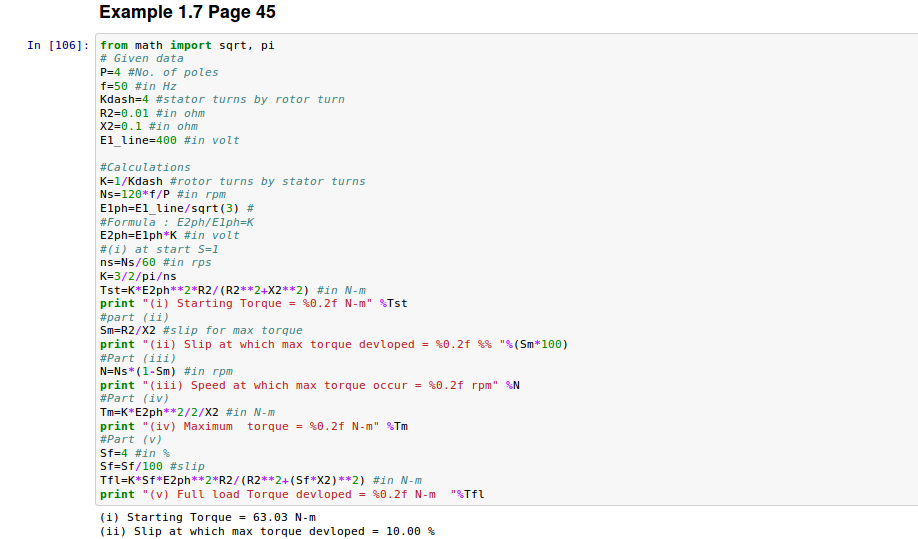 Example 1.7 Page 45
In [106]: from math import sqrt, pi
# Given data
P=4 #No. of poles
f=50 #in Hz
Kdash=4 #stator turns by rotor turn
R2=0.01 #in ohm
X2=0.1 #in ohm
E1_line=400 #in volt
#Calculations
K=1/Kdash #rotor turns by stator turns
Ns=120*f/P #in rpm
E1ph=E1_line/sqrt(3) #
#Formula : E2ph/E1ph=K
E2ph=E1ph*K #in volt
#(i) at start S=1
ns=Ns/60 #in rps
K=3/2/pi/ns
Tst=K*E2ph**2*R2/(R2**2+X2**2) #in N-m
print "(i) Starting Torque = %0.2f N-m" %Tst
#part (ii)
Sm=R2/X2 #slip for max torque
print "(ii) Slip at which max torque devloped = %0.2f %% "%(Sm*100)
#Part (iii)
N=Ns*(1-Sm) #in rpm
print "(iii) Speed at which max torque occur = %0.2f rpm" %N
#Part (iv)
Tm=K*E2ph**2/2/X2 #in N-m
print "(iv) Maximum  torque = %0.2f N-m" %Tm
#Part (v)
Sf=4 #in %
Sf=Sf/100 #slip
Tfl=K*Sf*E2ph**2*R2/(R2**2+(Sf*X2)**2) #in N-m
print "(v) Full load Torque devloped = %0.2f N-m  "%Tfl
(i) Starting Torque = 63.03 N-m
(ii) Slip at which max torque devloped = 10.00 %